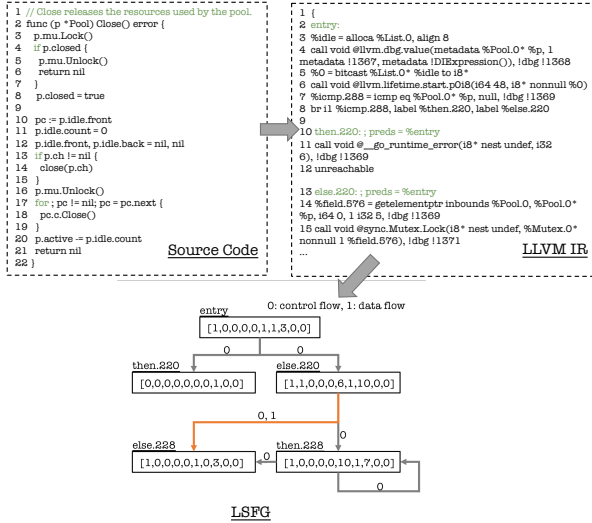 1 // Close releases the resources used by the pool.
2 func (p *Pool) Close() error {
3 p.mu.Lock()
4 if p.closed {
5 p.mu.Unlock()
6 return nil
7 }
8 p.closed = true
9
10 pc := p.idle.front
11 p.idle.count = 0
12 p.idle.front, p.idle.back = nil, nil
13 if p.ch != nil {
14 close(p.ch)
15 }
16 p.mu.Unlock()
17 for ; pc != nil; pc = pc.next {
18 pc.c.Close()
19 }
20 p.active -= p.idle.count
21 return nil
22 }
Source Code
1 {
2 entry:
3 %idle = alloca %List.0, align 8
4 call void @llvm.dbg.value(metadata %Pool.0* %p, 1
metadata !1367, metadata !DIExpression()), !dbg !1368
5 %0 = bitcast %List.0* %idle to i8*
6 call void @llvm.lifetime.start.p0i8(i64 48, i8* nonnull %0)
7 %icmp.288 = icmp eq %Pool.0* %p, null, !dbg !1369
8 br i1 %icmp.288, label %then.220, label %else.220
9
10 then.220: ; preds = %entry
11 call void @__go_runtime_error(i8* nest undef, i32
6), !dbg !1369
12 unreachable
13 else.220: ; preds = %entry
14 %field.576 = getelementptr inbounds %Pool.0, %Pool.0*
%p, i64 0, 1 i32 5, !dbg !1369
15 call void @sync.Mutex.Lock(i8* nest undef, %Mutex.0*
nonnull 1 %field.576), !dbg !1371
...
LLVM IR
0: control flow, 1: data flow
entry
[1,0,0,0,0,1,1,3,0,0]
0 0
then.220 else.220
[0,0,0,0,0,0,0,1,0,0] [1,1,0,0,0,6,1,10,0,0]
0, 1
0
else.228 then.228
[1,0,0,0,0,1,0,3,0,0] 0 [1,0,0,0,0,10,1,7,0,0]
0
LSFG